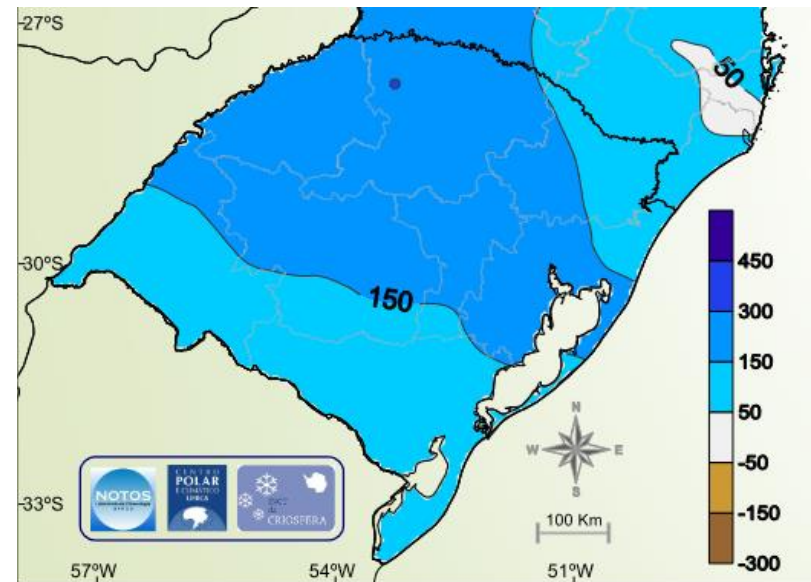 27ºS
50
30ºS
150
450
300
150
50
-50
-150
-300
N
W E
S
NOTOS
CENTRO
POLAR
E CLIMÁTICO
UFRGS
CRIOSFERA
33ºS
100 Km
57ºW
54ºW
51ºW